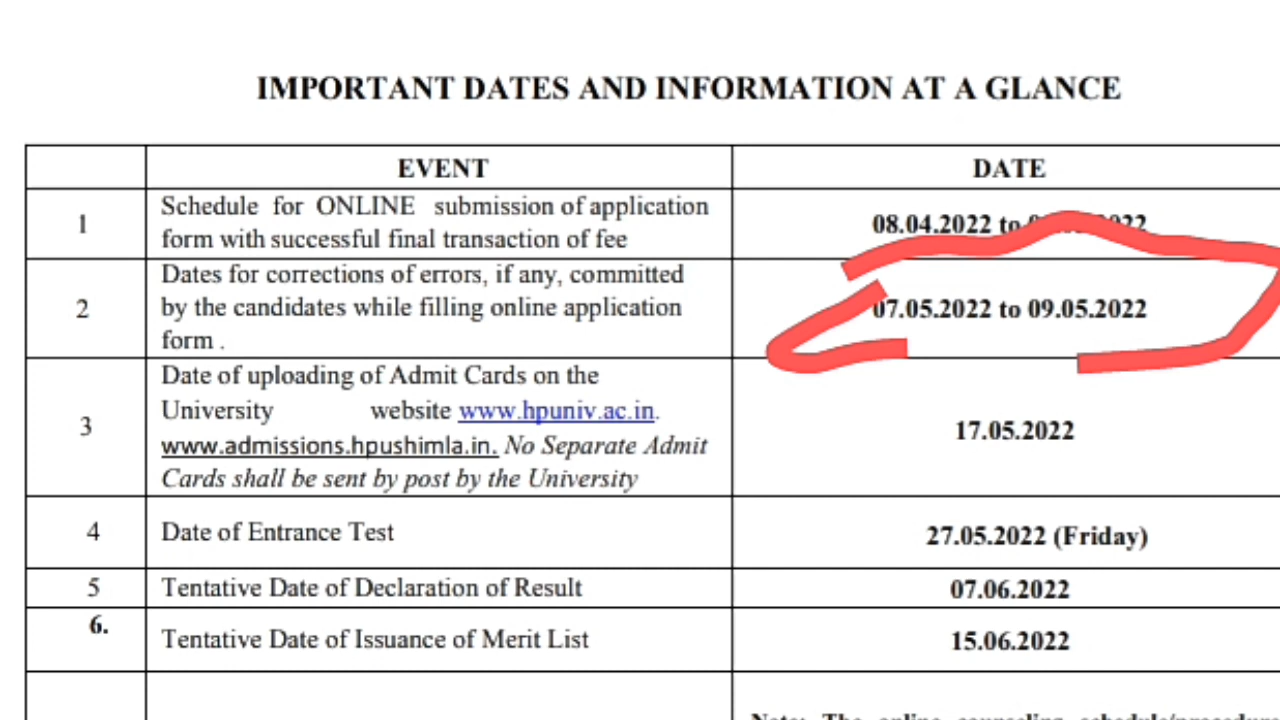 IMPORTANT DATES AND INFORMATION AT A GLANCE
EVENT DATE
1 Schedule for ONLINE submission of application
form with successful final transaction of fee
08.04.2022 to
2 Dates for corrections of errors, if any, committed
by the candidates while filling online application
form .
07.05.2022 to 09.05.2022
3 Date of uploading of Admit Cards on the
University website www.hpuniv.ac.in.
www.admissions.hpushimla.in. No Separate Admit
Cards shall be sent by post by the University
17.05.2022
4 Date of Entrance Test 27.05.2022 (Friday)
5 Tentative Date of Declaration of Result 07.06.2022
6. Tentative Date of Issuance of Merit List 15.06.2022
Note: The online counseling schedule/procedure